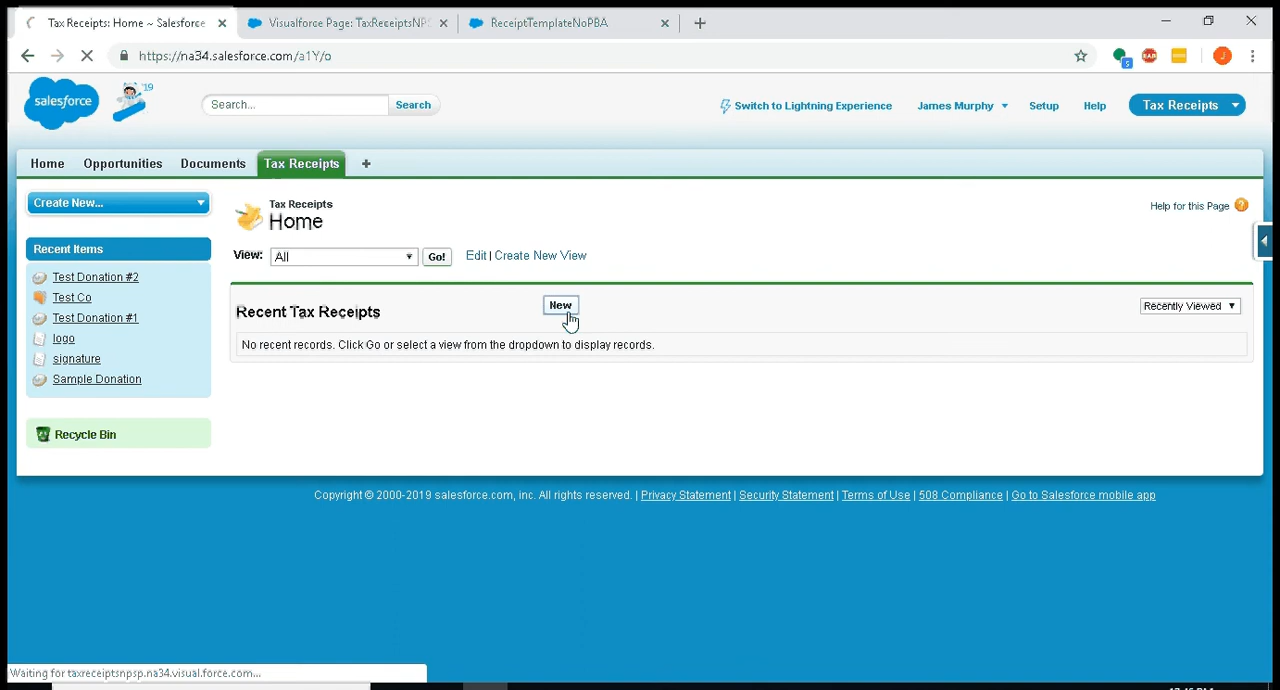 Tax Receipts: Home ~ Salesforce
Visualforce Page: TaxReceiptsNPS
ReceiptTemplateNoPBA
https://na34.salesforce.com/a1Y/o
5
EAB
J
salesforce
'19
Search...
Search
Switch to Lightning Experience
James Murphy
Setup
Help
Tax Receipts
Home
Opportunities
Documents
Tax Receipts
+
Create New...
Tax Receipts
Home
Help for this Page
?
View:
All
Go!
Edit | Create New View
Recent Items
Test Donation #2
Test Co
Test Donation #1
logo
signature
Sample Donation
Recent Tax Receipts
New
Recently Viewed
No recent records. Click Go or select a view from the dropdown to display records.
Recycle Bin
Copyright © 2000-2019 salesforce.com, inc. All rights reserved. | Privacy Statement | Security Statement | Terms of Use | 508 Compliance | Go to Salesforce mobile app
Waiting for taxreceiptsnpsp.na34.visual.force.com...